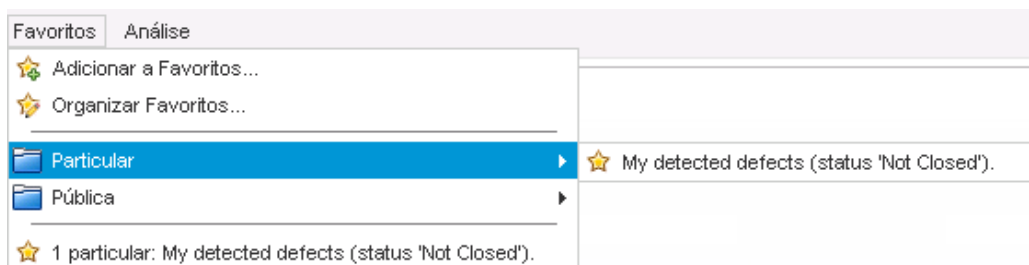 Favoritos Análise
Adicionar a Favoritos...
Organizar Favoritos...
Particular My detected defects (status 'Not Closed').
Pública
1 particular: My detected defects (status 'Not Closed').